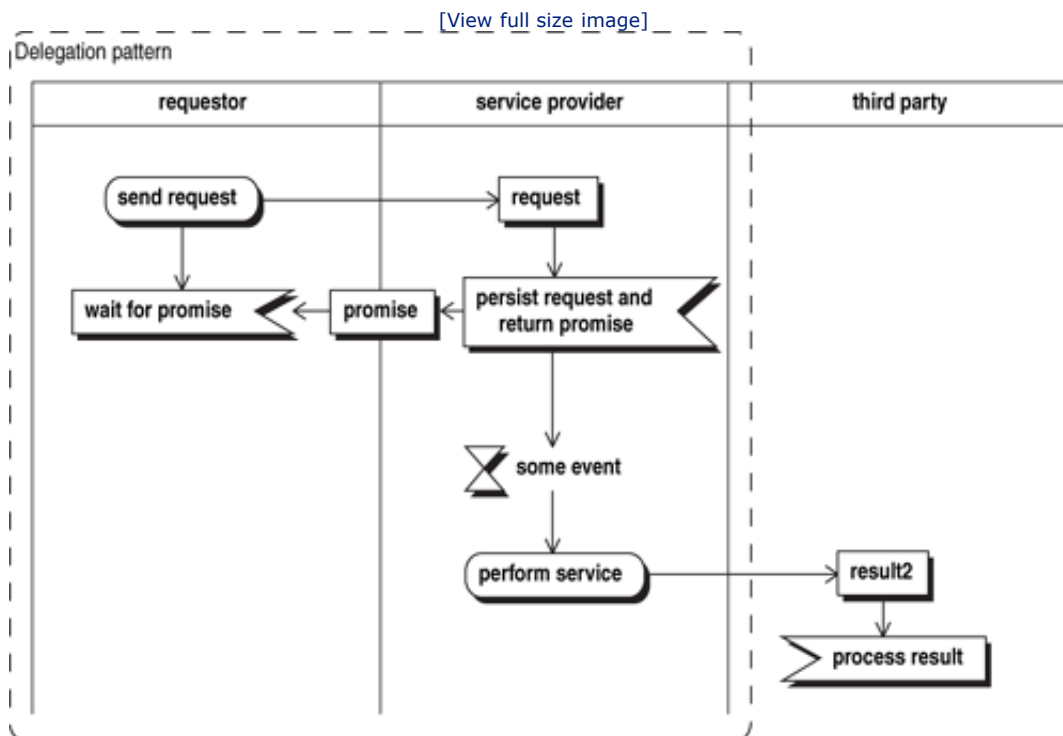 [View full size image]
Delegation pattern
requestor
service provider
third party
send request
request
wait for promise
promise
persist request and
return promise
some event
perform service
result2
process result